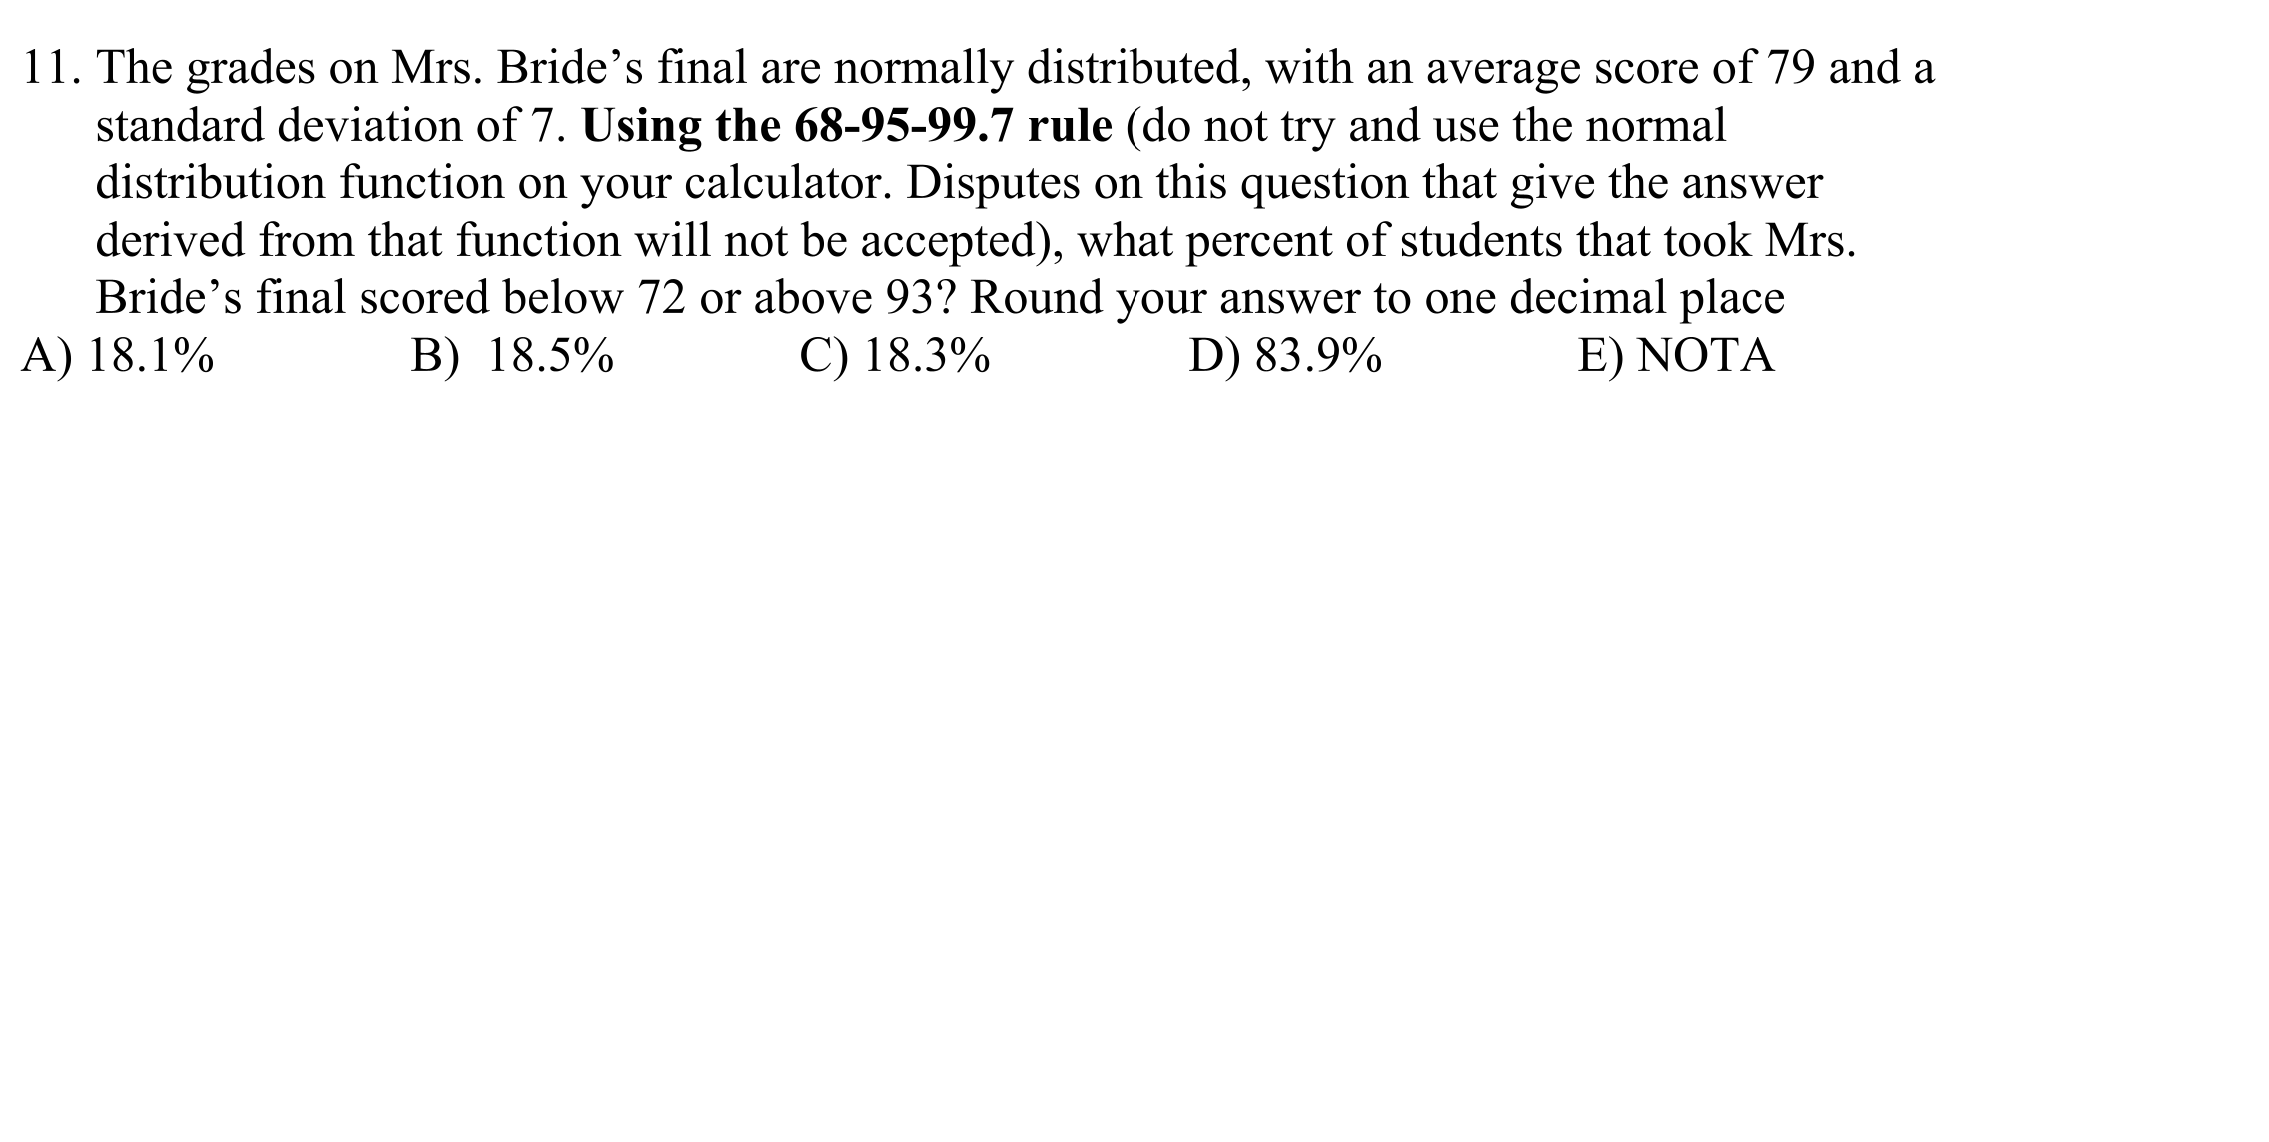 11. The grades on Mrs. Bride’s final are normally distributed, with an average score of 79 and a
standard deviation of 7. Using the 68-95-99.7 rule (do not try and use the normal
distribution function on your calculator. Disputes on this question that give the answer
derived from that function will not be accepted), what percent of students that took Mrs.
Bride’s final scored below 72 or above 93? Round your answer to one decimal place
A) 18.1% B) 18.5% C) 18.3% D) 83.9% E) NOTA